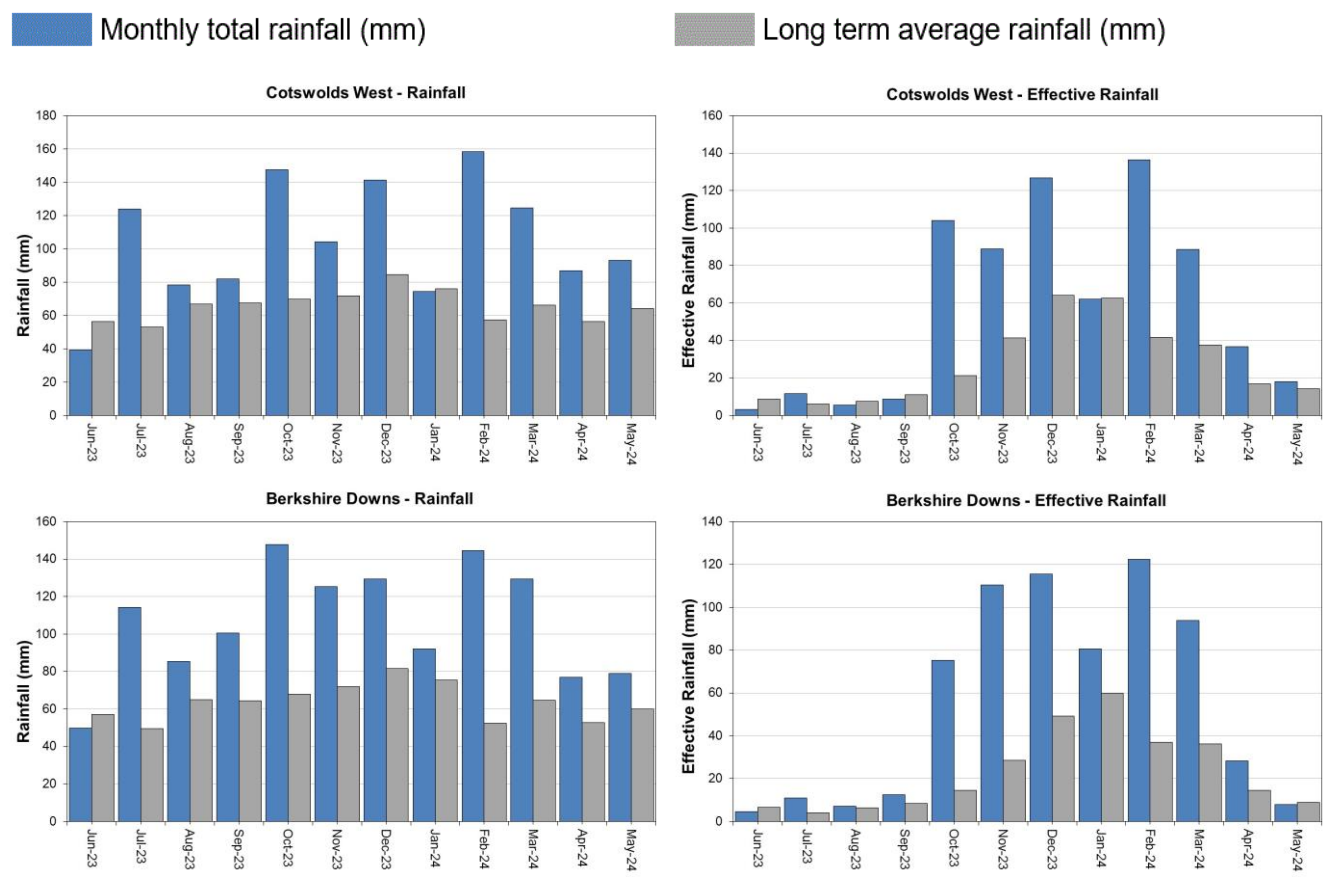 Monthly total rainfall (mm)
Long term average rainfall (mm)
Cotswolds West - Rainfall
Rainfall (mm)
180
160
140
120
100
80
60
40
20
0
Jun-23
Jul-23
Aug-23
Sep-23
Oct-23
Nov-23
Dec-23
Jan-24
Feb-24
Mar-24
Apr-24
May-24
Cotswolds West - Effective Rainfall
Effective Rainfall (mm)
160
140
120
100
80
60
40
20
0
Jun-23
Jul-23
Aug-23
Sep-23
Oct-23
Nov-23
Dec-23
Jan-24
Feb-24
Mar-24
Apr-24
May-24
Berkshire Downs - Rainfall
Rainfall (mm)
160
140
120
100
80
60
40
20
0
Jun-23
Jul-23
Aug-23
Sep-23
Oct-23
Nov-23
Dec-23
Jan-24
Feb-24
Mar-24
Apr-24
May-24
Berkshire Downs - Effective Rainfall
Effective Rainfall (mm)
140
120
100
80
60
40
20
0
Jun-23
Jul-23
Aug-23
Sep-23
Oct-23
Nov-23
Dec-23
Jan-24
Feb-24
Mar-24
Apr-24
May-24